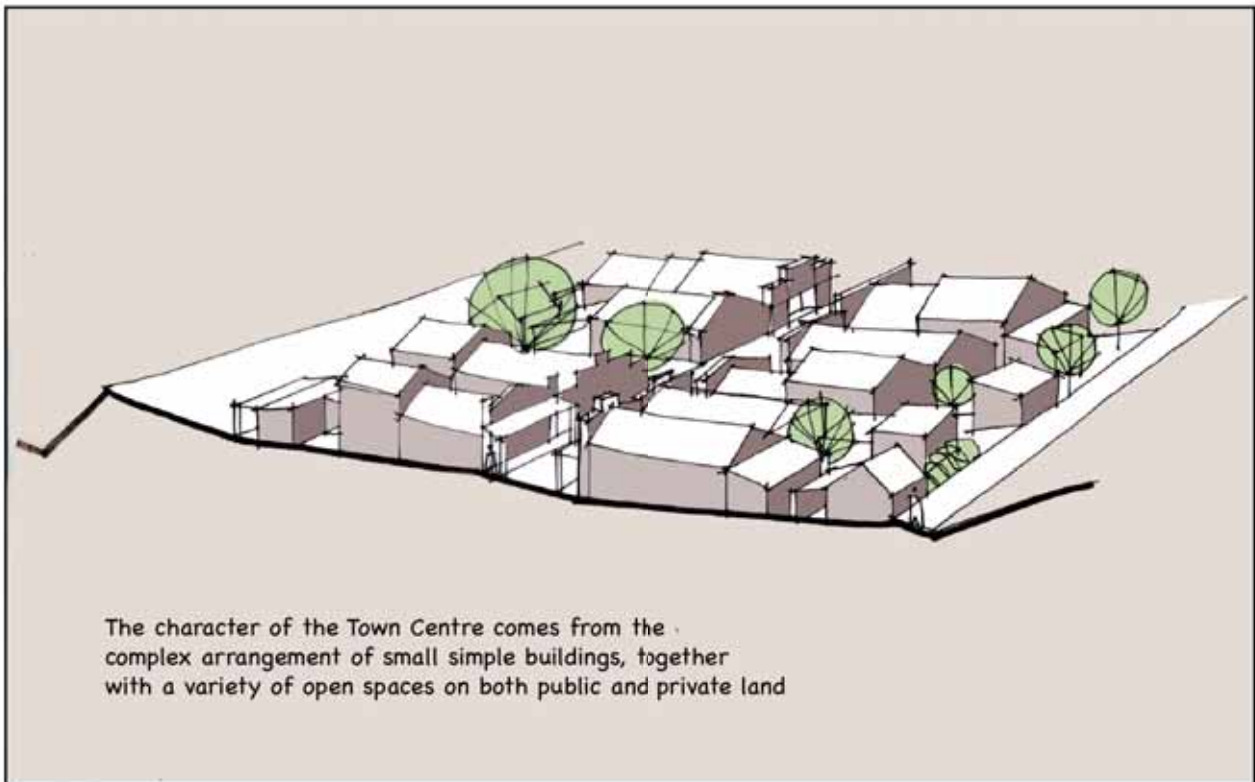 The character of the Town Centre comes from the
complex arrangement of small simple buildings, together
with a variety of open spaces on both public and private land